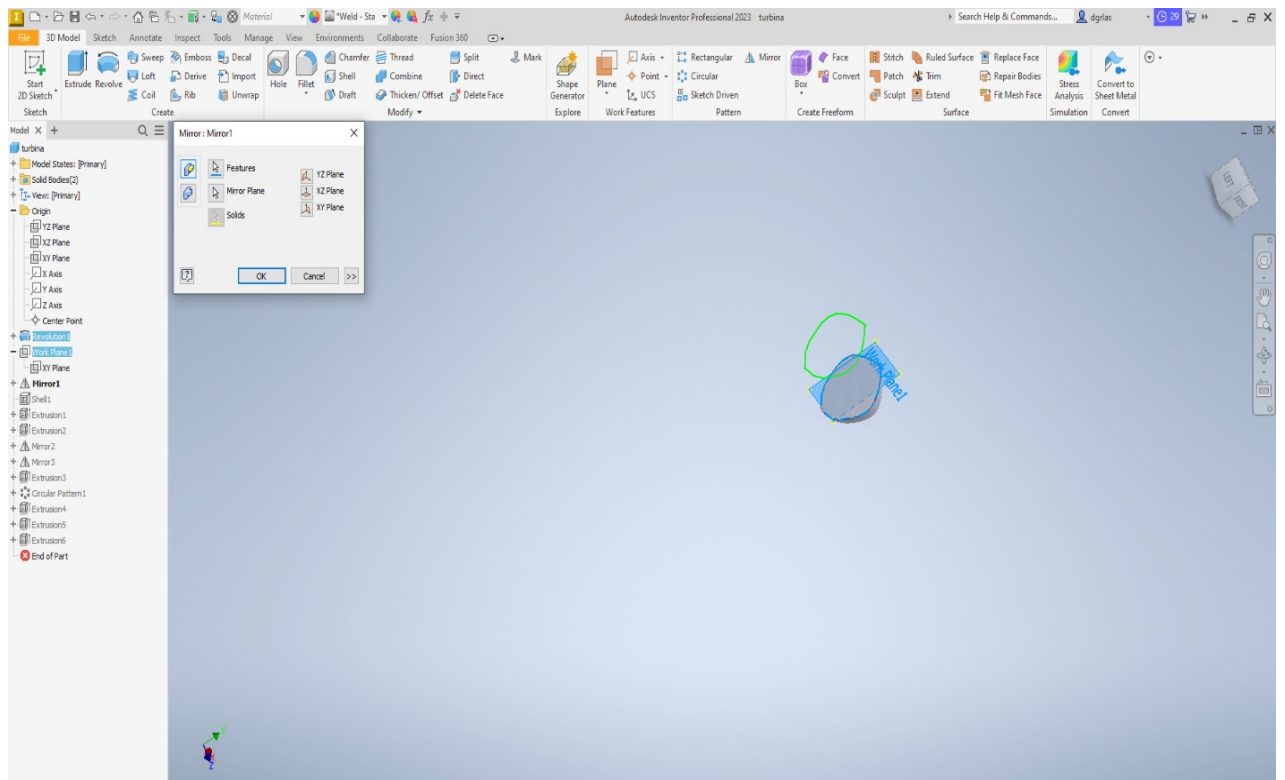 Material
*Weld - Sta
Autodesk Inventor Professional 2023 turbina
Search Help & Commands...
dgrlas
29
File 3D Model Sketch Annotate Inspect Tools Manage View Environments Collaborate Fusion 360
Start 2D Sketch
Extrude Revolve
Sweep Emboss Decal
Loft Derive Import
Coil Rib Unwrap
Hole Fillet
Chamfer Thread Split Mark
Shell Combine Direct
Draft Thicken/ Offset Delete Face
Shape Generator
Plane
Axis
Point
UCS
Rectangular Mirror
Circular
Sketch Driven
Box
Face
Convert
Stitch Ruled Surface Replace Face
Patch Trim Repair Bodies
Sculpt Extend Fit Mesh Face
Stress Analysis
Convert to Sheet Metal
Sketch Create Modify Explore Work Features Pattern Create Freeform Surface Simulation Convert
Model X +
turbina
Model States: [Primary]
Solid Bodies(2)
View: [Primary]
Origin
YZ Plane
XZ Plane
XY Plane
X Axis
Y Axis
Z Axis
Center Point
Revolution1
Work Plane1
XY Plane
Mirror1
Shell1
Extrusion1
Extrusion2
Mirror2
Mirror3
Extrusion3
Circular Pattern1
Extrusion4
Extrusion5
Extrusion6
End of Part
Mirror : Mirror1
Features
Mirror Plane
Solids
YZ Plane
XZ Plane
XY Plane
OK Cancel >>
Work Plane1
LEFT
FRONT
Y
X
Z